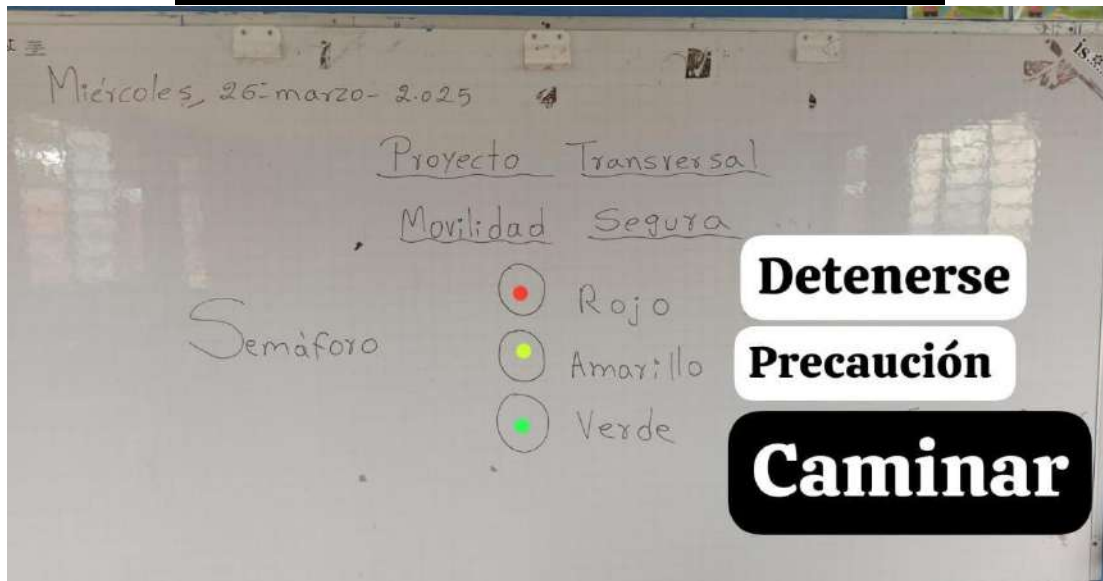 Miércoles, 26-marzo-2.025
Proyecto Transversal
Movilidad Segura
Semáforo
Rojo Detenerse
Amarillo Precaución
Verde Caminar